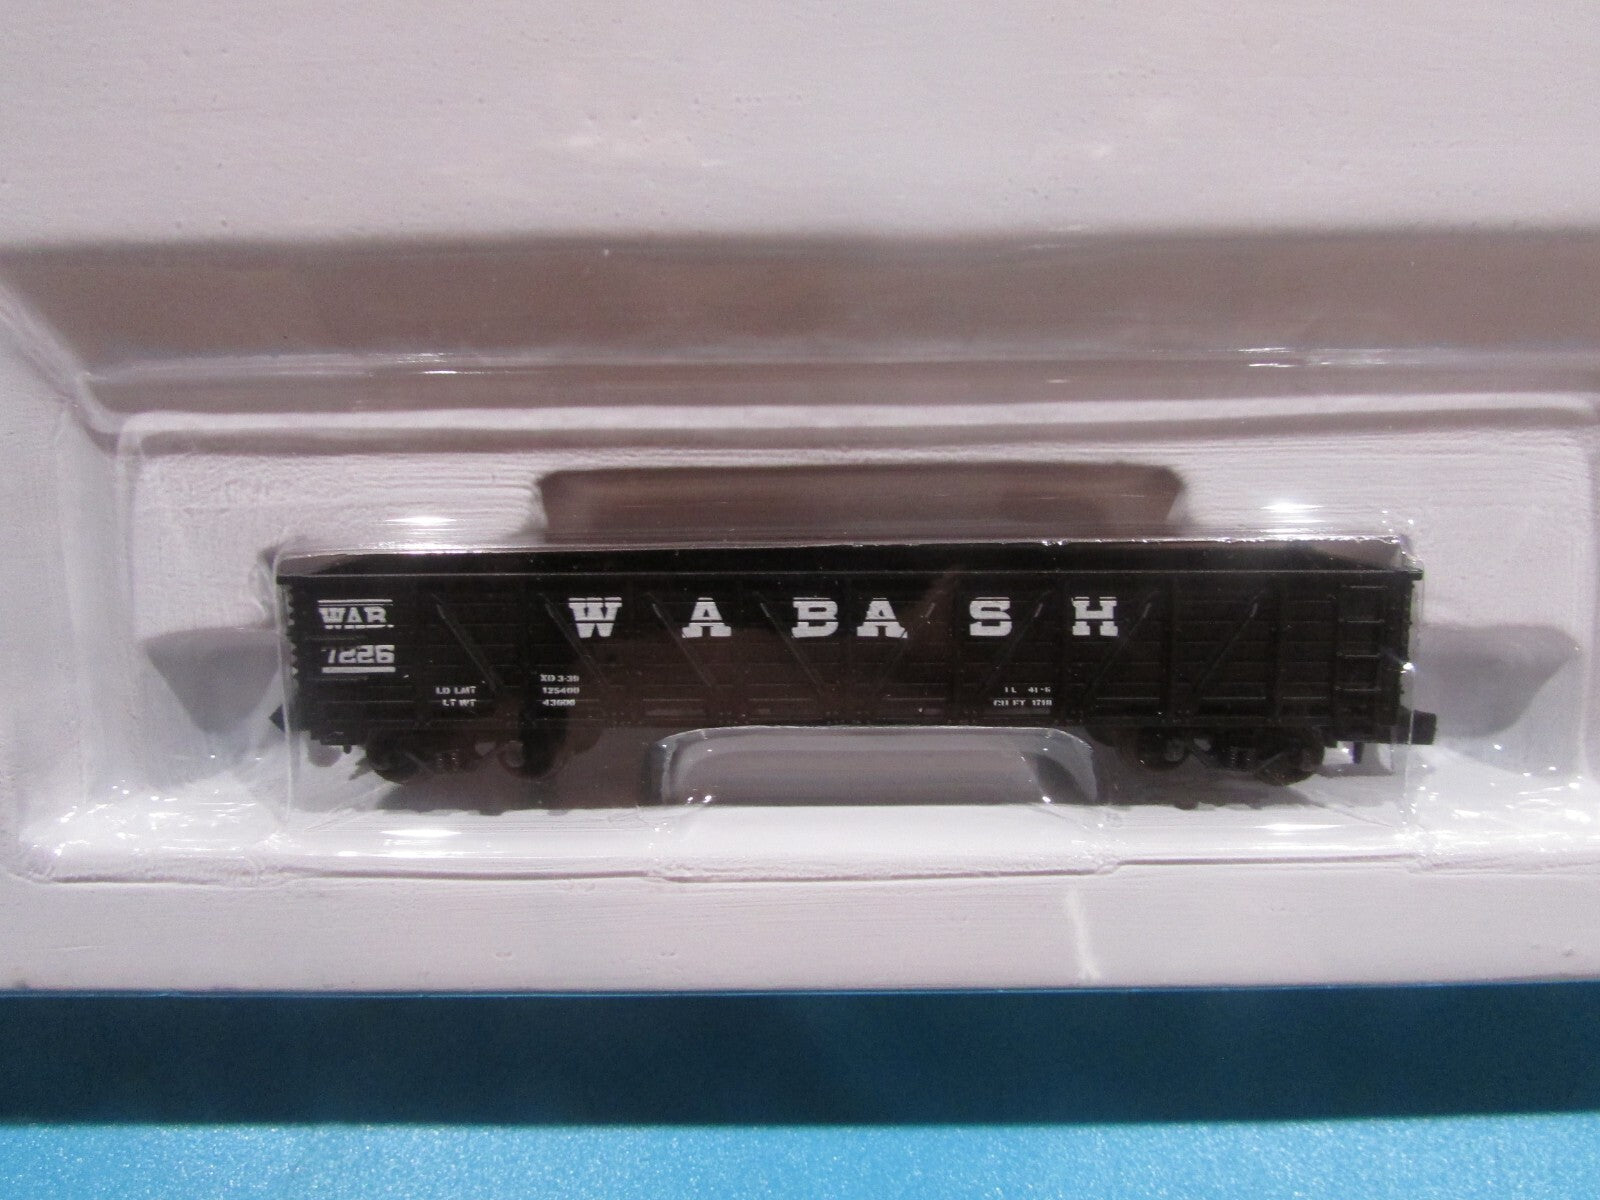 WAB.
WABASH
7226
XO 3-39
LD LMT 125400
LT WT 43600
IL 41-6
CU FT 1718